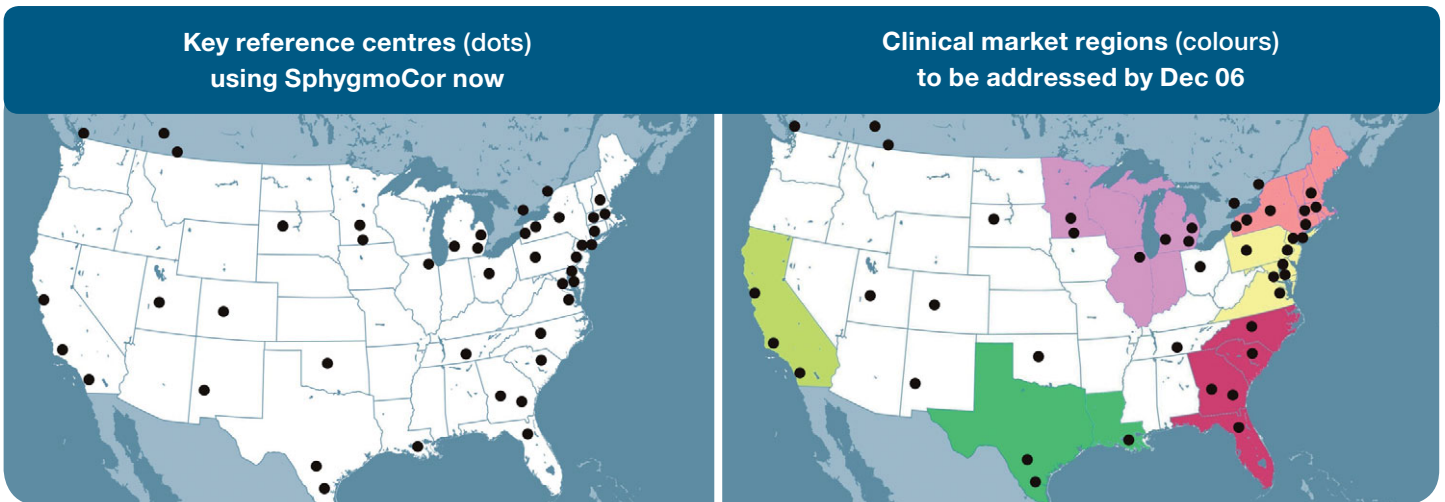 Key reference centres (dots)
using SphygmoCor now
Clinical market regions (colours)
to be addressed by Dec 06